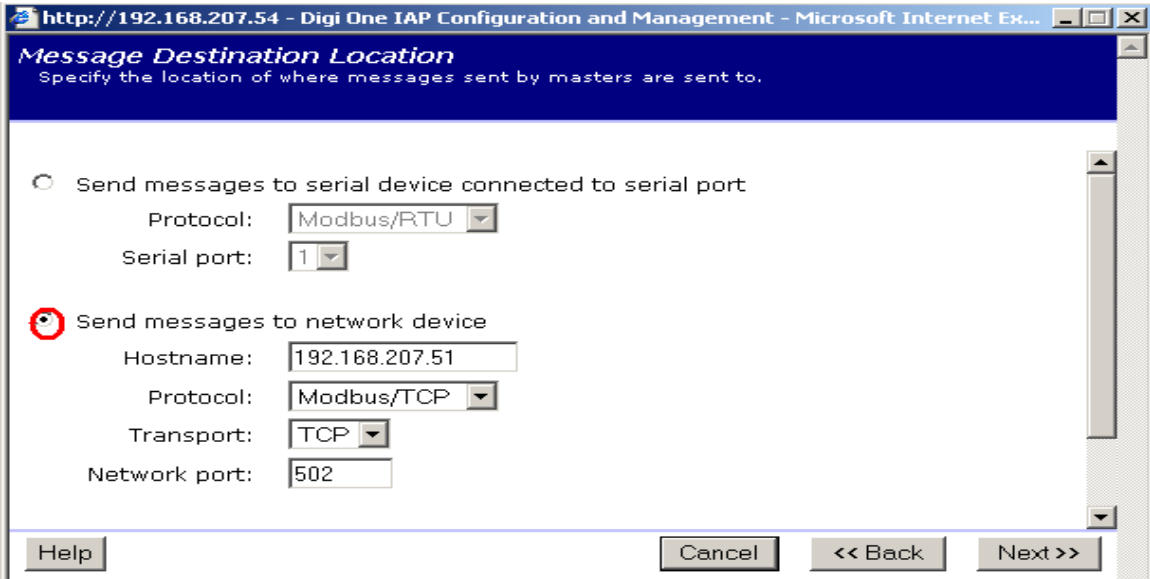 http://192.168.207.54 - Digi One IAP Configuration and Management - Microsoft Internet Ex...
Message Destination Location
Specify the location of where messages sent by masters are sent to.
Send messages to serial device connected to serial port
Protocol: Modbus/RTU
Serial port: 1
Send messages to network device
Hostname: 192.168.207.51
Protocol: Modbus/TCP
Transport: TCP
Network port: 502
Help Cancel << Back Next >>